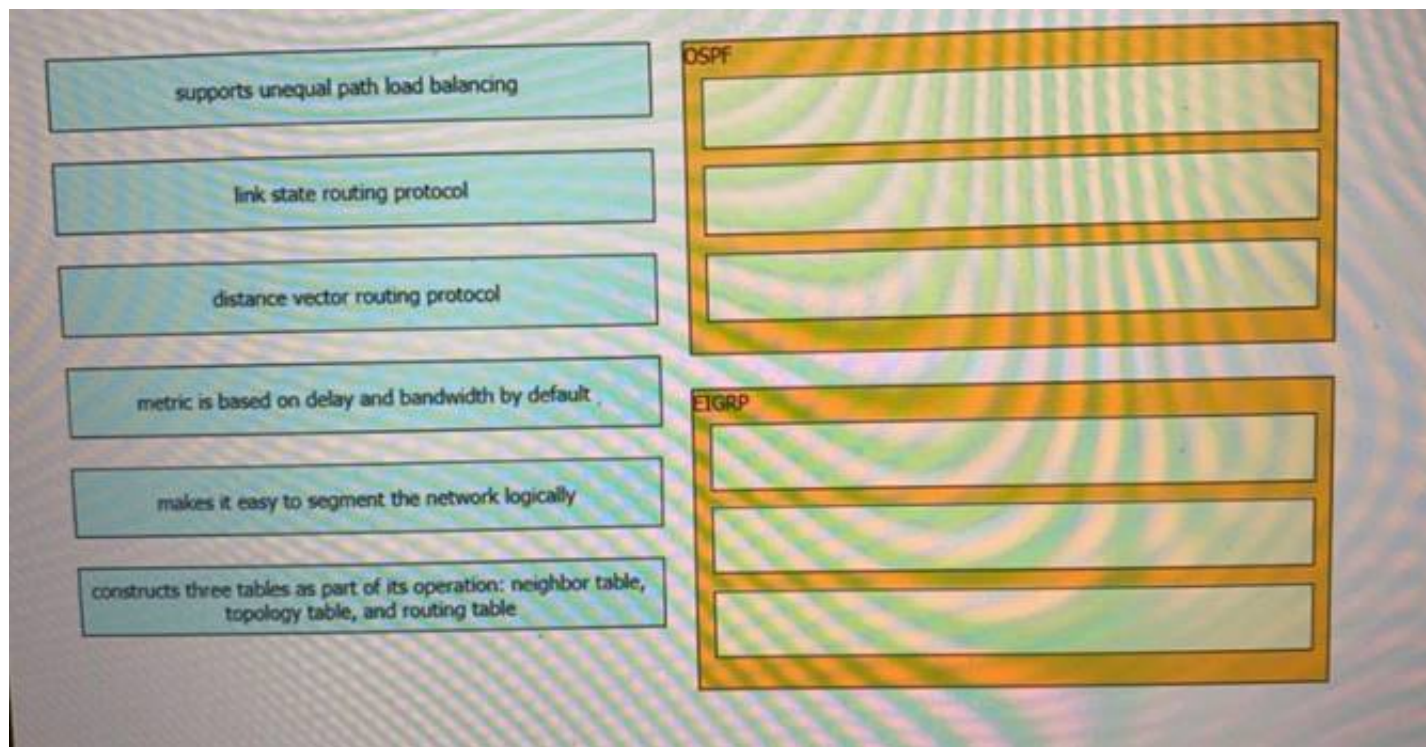 supports unequal path load balancing
link state routing protocol
distance vector routing protocol
metric is based on delay and bandwidth by default
makes it easy to segment the network logically
constructs three tables as part of its operation: neighbor table,
topology table, and routing table
OSPF
EIGRP